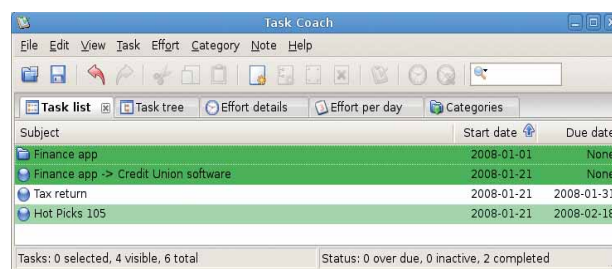 Task Coach
File Edit View Task Effort Category Note Help
Task list Task tree Effort details Effort per day Categories
Subject Start date Due date
Finance app 2008-01-01 None
Finance app -> Credit Union software 2008-01-21 None
Tax return 2008-01-21 2008-01-31
Hot Picks 105 2008-01-21 2008-02-18
Tasks: 0 selected, 4 visible, 6 total Status: 0 over due, 0 inactive, 2 completed